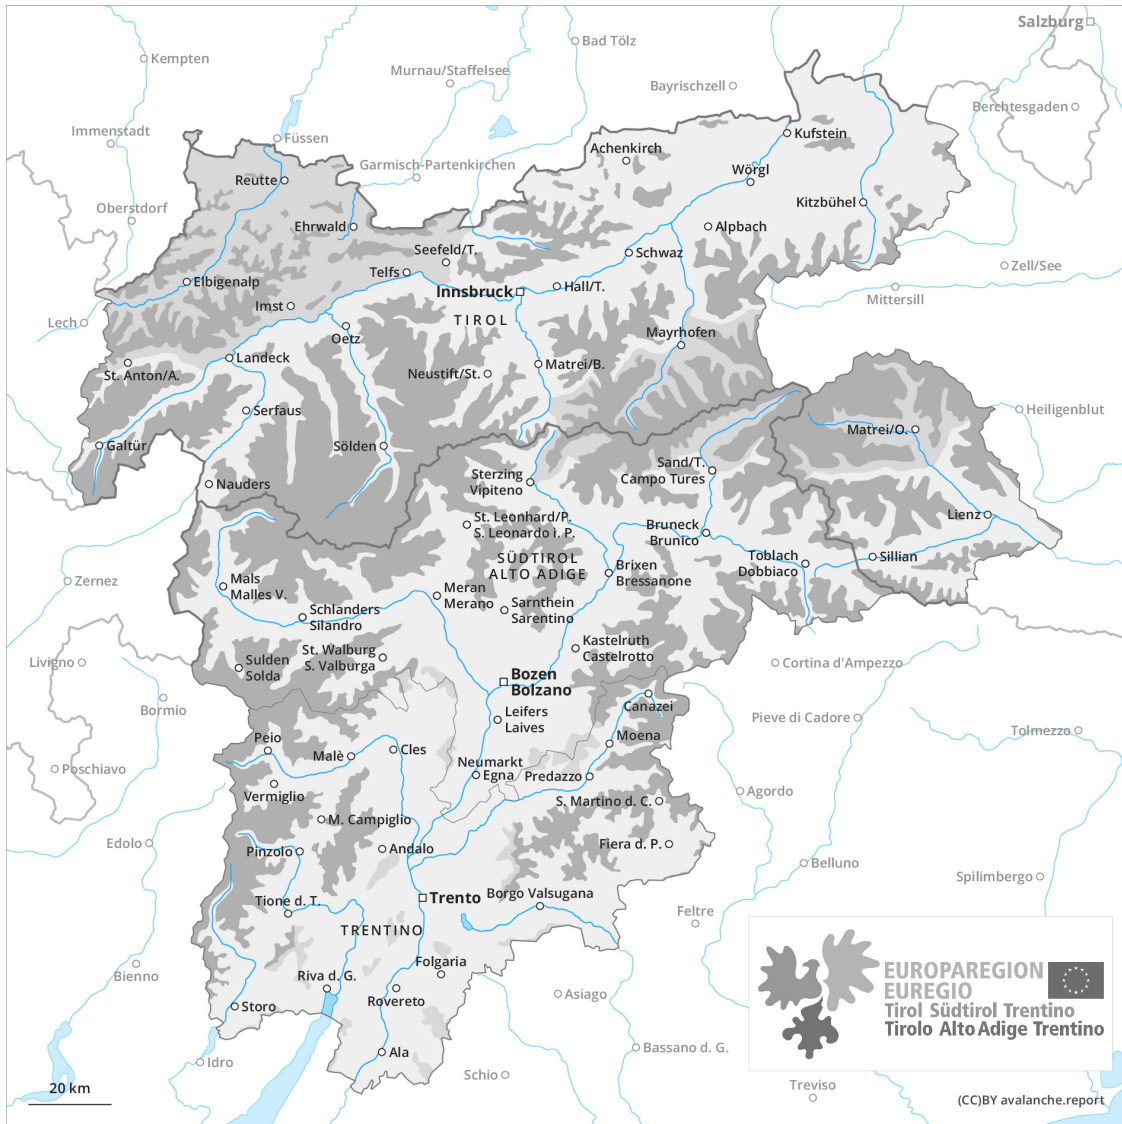 Salzburg
Bad Tölz
Kempten
Murnau/Staffelsee
Bayrischzell
Berchtesgaden
Immenstadt
Füssen
Kufstein
Achenkirch
Garmisch-Partenkirchen
Wörgl
Reutte
Kitzbühel
Oberstdorf
Ehrwald
Alpbach
Seefeld/T.
Schwaz
Zell/See
Telfs
Elbigenalp
Hall/T.
Innsbruck
Mittersill
Imst
TIROL
Lech
Oetz
Mayrhofen
Landeck
St. Anton/A.
Neustift/St.
Matrei/B.
Serfaus
Heiligenblut
Matrei/O.
Galtür
Sölden
Sand/T.
Campo Tures
Sterzing
Vipiteno
Nauders
St. Leonhard/P.
S. Leonardo i. P.
Lienz
Bruneck
Brunico
SÜDTIROL
ALTO ADIGE
Toblach
Dobbiaco
Sillian
Brixen
Bressanone
Zernez
Mals
Malles V.
Meran
Merano
Sarnthein
Sarentino
Schlanders
Silandro
Kastelruth
Castelrotto
St. Walburg
S. Valburga
Livigno
Sulden
Solda
Cortina d'Ampezzo
Bozen
Bolzano
Bormio
Canazei
Leifers
Laives
Pieve di Cadore
Tolmezzo
Moena
Peio
Malè
Cles
Neumarkt
Egna
Predazzo
Poschiavo
Vermiglio
Agordo
S. Martino d. C.
M. Campiglio
Edolo
Pinzolo
Andalo
Fiera d. P.
Belluno
Spilimbergo
Borgo Valsugana
Trento
Tione d. T.
Feltre
TRENTINO
Folgaria
Bienno
Riva d. G.
Rovereto
Asiago
Storo
EUROPAREGION
EUREGIO
Tirol Südtirol Trentino
Tirolo Alto Adige Trentino
Ala
Bassano d. G.
Idro
Schio
Treviso
20 km
(CC)BY avalanche.report